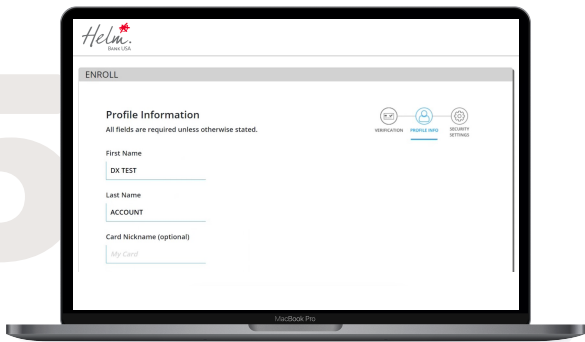 Helm.
BANK USA
ENROLL
Profile Information
All fields are required unless otherwise stated.
VERIFICATION
PROFILE INFO
SECURITY
SETTINGS
First Name
DX TEST
Last Name
ACCOUNT
Card Nickname (optional)
My Card
MacBook Pro
5